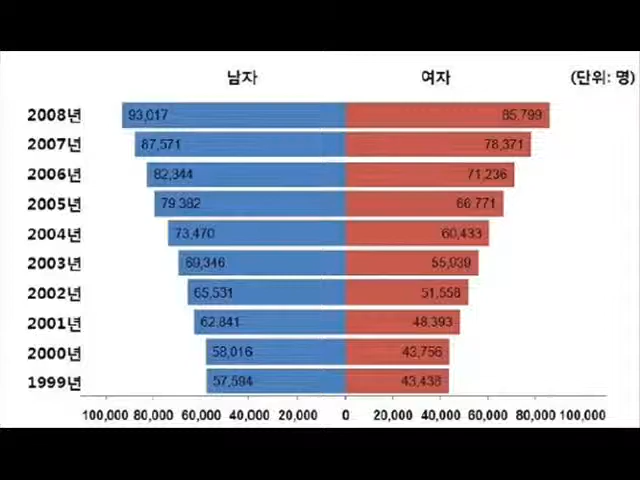 남자 여자 (단위: 명)
2008년 93,017 85,799
2007년 87,571 78,371
2006년 82,344 71,236
2005년 79,382 66,771
2004년 73,470 60,433
2003년 69,346 55,939
2002년 65,531 51,558
2001년 62,841 48,393
2000년 58,016 43,756
1999년 57,594 43,438
100,000 80,000 60,000 40,000 20,000 0 20,000 40,000 60,000 80,000 100,000